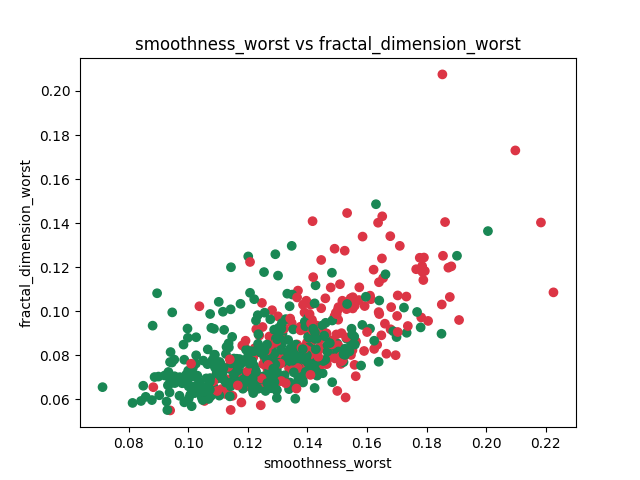 smoothness_worst vs fractal_dimension_worst
0.20
0.18
0.16
0.14
0.12
0.10
0.08
0.06
fractal_dimension_worst
0.08 0.10 0.12 0.14 0.16 0.18 0.20 0.22
smoothness_worst